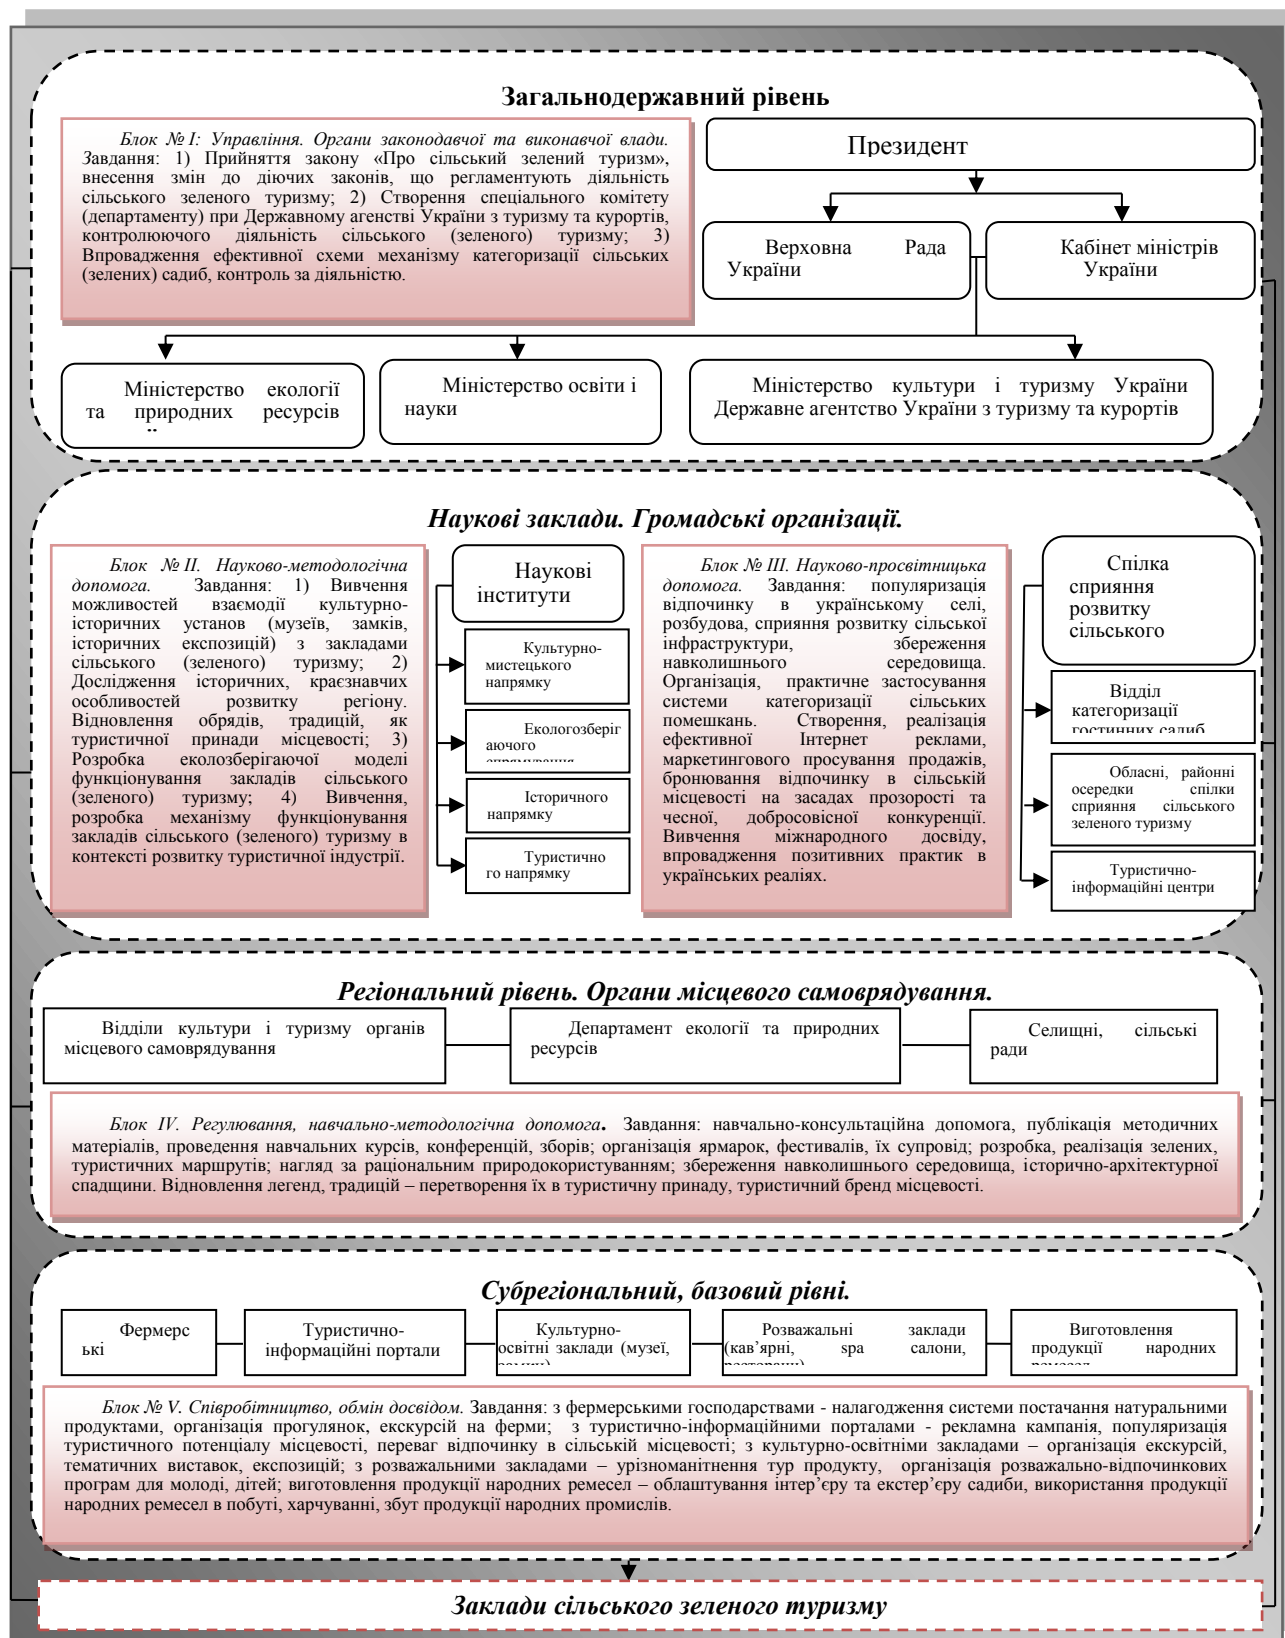 Загальнодержавний рівень
Блок № І: Управління. Органи законодавчої та виконавчої влади.
Завдання: 1) Прийняття закону «Про сільський зелений туризм»,
внесення змін до діючих законів, що регламентують діяльність
сільського зеленого туризму; 2) Створення спеціального комітету
(департаменту) при Державному агенстві України з туризму та курортів,
контролюючого діяльність сільського (зеленого) туризму; 3)
Впровадження ефективної схеми механізму категоризації сільських
(зелених) садиб, контроль за діяльністю.
Президент
Верховна Рада
України
Кабінет міністрів
України
Міністерство екології
та природних ресурсів
Міністерство освіти і
науки
Міністерство культури і туризму України
Державне агентство України з туризму та курортів
Наукові заклади. Громадські організації.
Блок № ІІ. Науково-методологічна
допомога. Завдання: 1) Вивчення
можливостей взаємодії культурно-
історичних установ (музеїв, замків,
історичних експозицій) з закладами
сільського (зеленого) туризму; 2)
Дослідження історичних, краєзнавчих
особливостей розвитку регіону.
Відновлення обрядів, традицій, як
туристичної принади місцевості; 3)
Розробка еколозберігаючої моделі
функціонування закладів сільського
(зеленого) туризму; 4) Вивчення,
розробка механізму функціонування
закладів сільського (зеленого) туризму в
контексті розвитку туристичної індустрії.
Наукові
інститути
Культурно-
мистецького
напрямку
Екологозберіг
аючого
спрямування
Історичного
напрямку
Туристично
го напрямку
Блок № ІІІ. Науково-просвітницька
допомога. Завдання: популяризація
відпочинку в українському селі,
розбудова, сприяння розвитку сільської
інфраструктури, збереження
навколишнього середовища.
Організація, практичне застосування
системи категоризації сільських
помешкань. Створення, реалізація
ефективної Інтернет реклами,
маркетингового просування продажів,
бронювання відпочинку в сільській
місцевості на засадах прозорості та
чесної, добросовісної конкуренції.
Вивчення міжнародного досвіду,
впровадження позитивних практик в
українських реаліях.
Спілка
сприяння
розвитку
сільського
Відділ
категоризації
гостинних садиб
Обласні, районні
осередки спілки
сприяння сільського
зеленого туризму
Туристично-
інформаційні центри
Регіональний рівень. Органи місцевого самоврядування.
Відділи культури і туризму органів
місцевого самоврядування
Департамент екології та природних
ресурсів
Селищні, сільські
ради
Блок IV. Регулювання, навчально-методологічна допомога. Завдання: навчально-консультаційна допомога, публікація методичних
матеріалів, проведення навчальних курсів, конференцій, зборів; організація ярмарок, фестивалів, їх супровід; розробка, реалізація зелених,
туристичних маршрутів; нагляд за раціональним природокористуванням; збереження навколишнього середовища, історично-архітектурної
спадщини. Відновлення легенд, традицій – перетворення їх в туристичну принаду, туристичний бренд місцевості.
Субрегіональний, базовий рівні.
Фермерс
ькі
Туристично-
інформаційні портали
Культурно-
освітні заклади (музеї,
Розважальні заклади
(кав’ярні, spa салони,
ресторани)
Виготовлення
продукції народних
ремесел
Блок № V. Співробітництво, обмін досвідом. Завдання: з фермерськими господарствами - налагодження системи постачання натуральними
продуктами, організація прогулянок, екскурсій на ферми; з туристично-інформаційними порталами - рекламна кампанія, популяризація
туристичного потенціалу місцевості, переваг відпочинку в сільській місцевості; з культурно-освітніми закладами – організація екскурсій,
тематичних виставок, експозицій; з розважальними закладами – урізноманітнення тур продукту, організація розважально-відпочинкових
програм для молоді, дітей; виготовлення продукції народних ремесел – облаштування інтер’єру та екстер’єру садиби, використання продукції
народних ремесел в побуті, харчуванні, збут продукції народних промислів.
Заклади сільського зеленого туризму